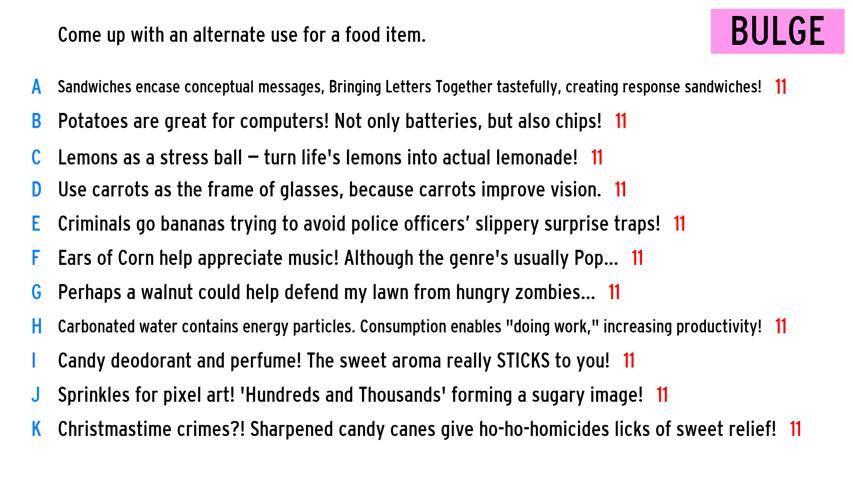 Come up with an alternate use for a food item.
BULGE
A Sandwiches encase conceptual messages, Bringing Letters Together tastefully, creating response sandwiches! 11
B Potatoes are great for computers! Not only batteries, but also chips! 11
C Lemons as a stress ball – turn life's lemons into actual lemonade! 11
D Use carrots as the frame of glasses, because carrots improve vision. 11
E Criminals go bananas trying to avoid police officers’ slippery surprise traps! 11
F Ears of Corn help appreciate music! Although the genre's usually Pop... 11
G Perhaps a walnut could help defend my lawn from hungry zombies... 11
H Carbonated water contains energy particles. Consumption enables "doing work," increasing productivity! 11
I Candy deodorant and perfume! The sweet aroma really STICKS to you! 11
J Sprinkles for pixel art! 'Hundreds and Thousands' forming a sugary image! 11
K Christmastime crimes?! Sharpened candy canes give ho-ho-homicides licks of sweet relief! 11